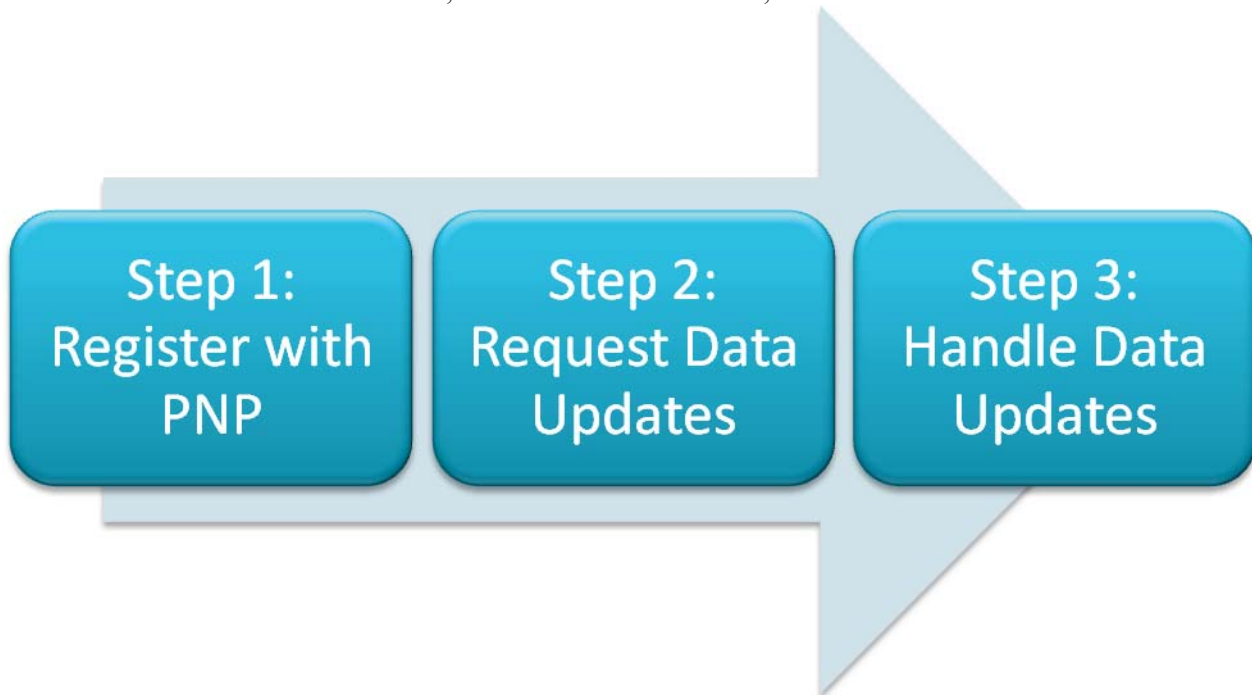 Step 1:
Register with
PNP
Step 2:
Request Data
Updates
Step 3:
Handle Data
Updates